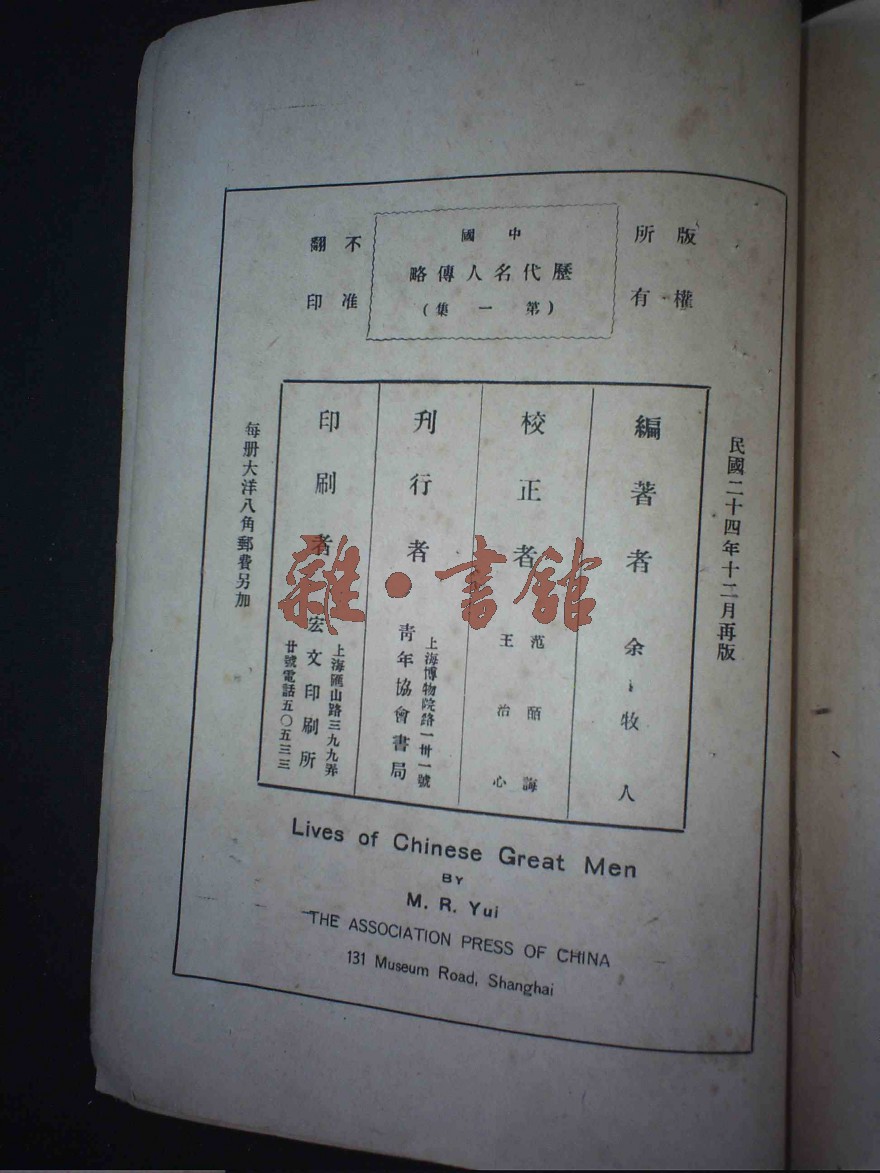 版權所有
不准翻印
中國
歷代名人傳略
(第一集)
民國二十四年十二月再版
編著者 余牧人
校正者 范皕誨
王治心
刊行者 上海博物院路一卅一號
青年協會書局
印刷者 上海匯山路三九九弄
宏文印刷所
廿號電話五〇五三三
每册大洋八角郵費另加
雜·書館
Lives of Chinese Great Men
BY
M. R. Yui
THE ASSOCIATION PRESS OF CHINA
131 Museum Road, Shanghai